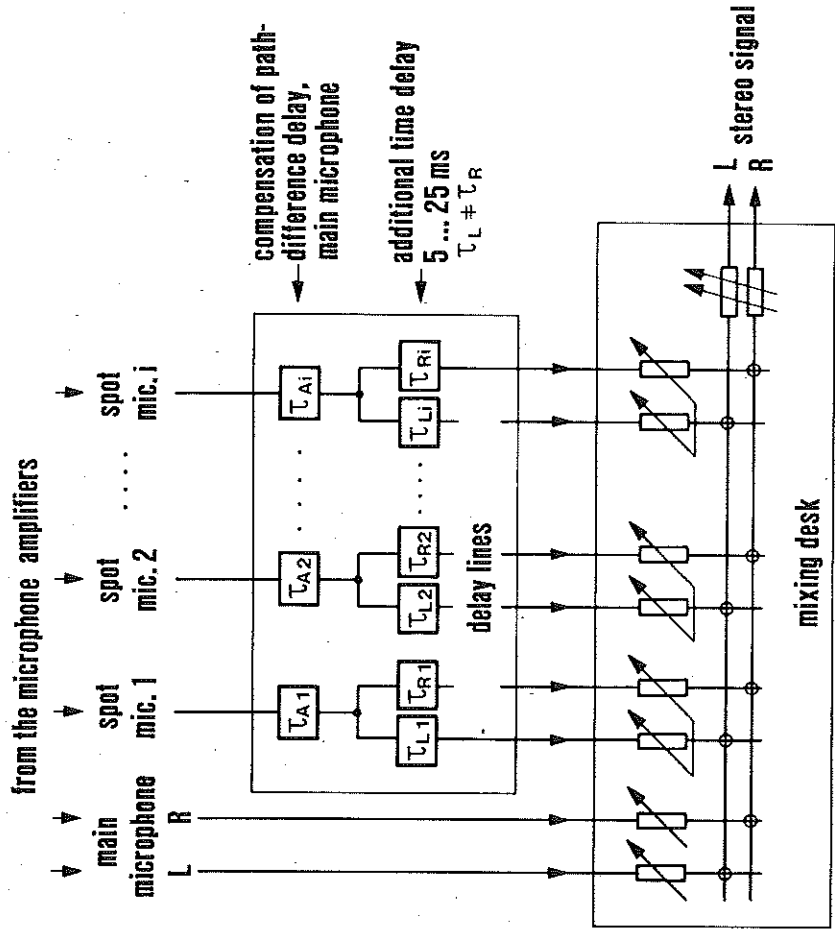 from the microphone amplifiers
main
microphone
L R
spot
mic. 1
spot
mic. 2
. . . .
spot
mic. i
τA1
τA2
. . . .
τAi
compensation of path-
difference delay,
main microphone
τL1 τR1
τL2 τR2
. . . .
τLi τRi
additional time delay
5 ... 25 ms
τL ≠ τR
delay lines
L
R
stereo signal
mixing desk